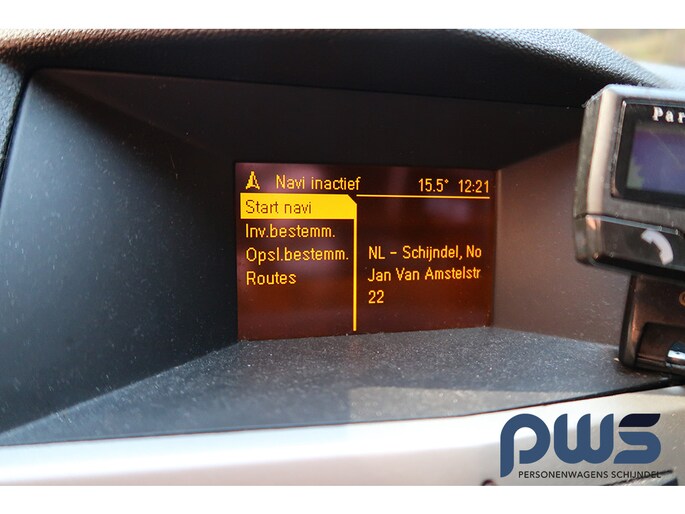 Navi inactief 15.5° 12:21
Start navi
Inv.bestemm.
Opsl.bestemm.
Routes
NL - Schijndel, No
Jan Van Amstelstr
22
Par
pws
PERSONENWAGENS SCHIJNDEL